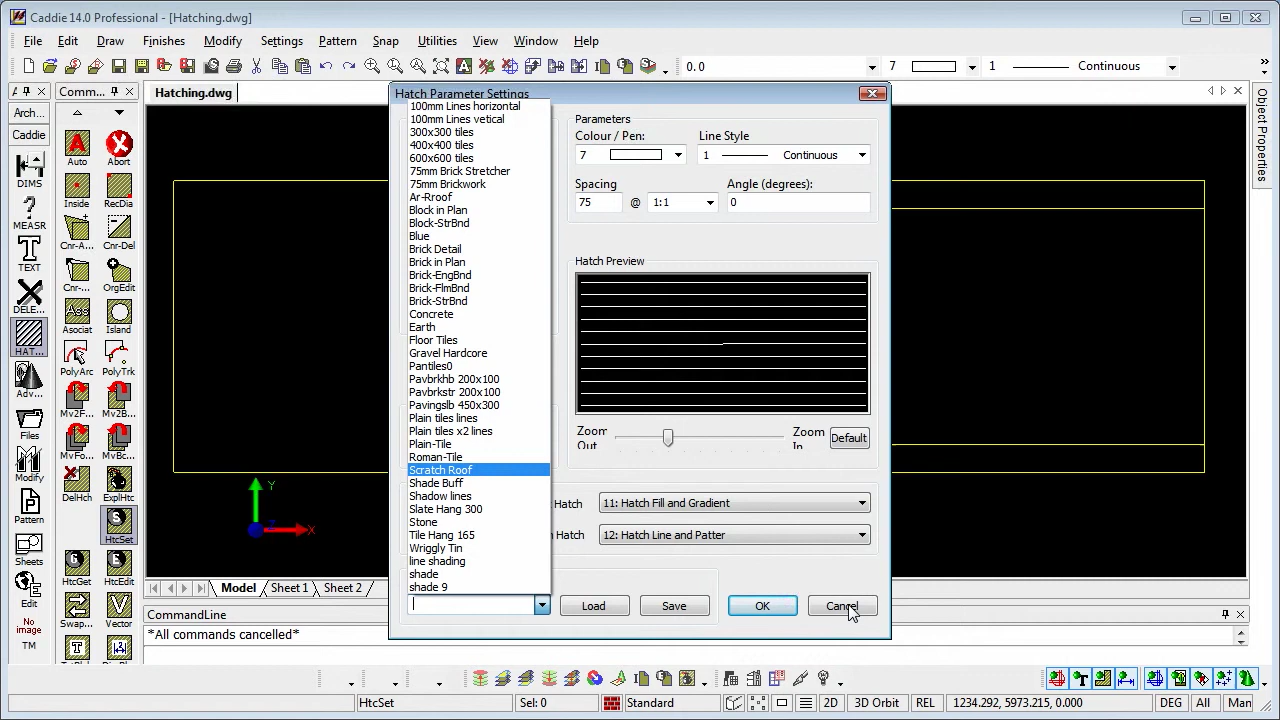 Caddie 14.0 Professional - [Hatching.dwg]
File Edit Draw Finishes Modify Settings Pattern Snap Utilities View Window Help
0.0 7 1 Continuous
Comm...
Hatching.dwg
Arch...
Caddie
DIMS
MEASR
TEXT
DELE...
HAT...
Adv...
Files
Modify
Pattern
Sheets
Edit
No image
TM
Auto Abort
Inside RecDia
Cnr-A... Cnr-Del
Cnr-... OrgEdit
Asociat Island
PolyArc PolyTrk
Mv2F... Mv2B...
MvFo... MvBc...
DelHch ExplHtc
HtcSet
HtcGet HtcEdit
Swap... Vector
Hatch Parameter Settings
100mm Lines horizontal
100mm Lines vetical
300x300 tiles
400x400 tiles
600x600 tiles
75mm Brick Stretcher
75mm Brickwork
Ar-Rroof
Block in Plan
Block-StrBnd
Blue
Brick Detail
Brick in Plan
Brick-EngBnd
Brick-FlmBnd
Brick-StrBnd
Concrete
Earth
Floor Tiles
Gravel Hardcore
Pantiles0
Pavbrkhb 200x100
Pavbrkstr 200x100
Pavingslb 450x300
Plain tiles lines
Plain tiles x2 lines
Plain-Tile
Roman-Tile
Scratch Roof
Shade Buff
Shadow lines
Slate Hang 300
Stone
Tile Hang 165
Wriggly Tin
line shading
shade
shade 9
Parameters
Colour / Pen: Line Style
7 1 Continuous
Spacing Angle (degrees):
75 @ 1:1 0
Hatch Preview
Zoom Out Zoom In Default
Hatch 11: Hatch Fill and Gradient
Hatch 12: Hatch Line and Patter
Load Save OK Cancel
Object Properties
Y
X
Z
Model Sheet 1 Sheet 2
CommandLine
*All commands cancelled*
HtcSet Sel: 0 Standard 2D 3D Orbit REL 1234.292, 5973.215, 0.000 DEG All Man